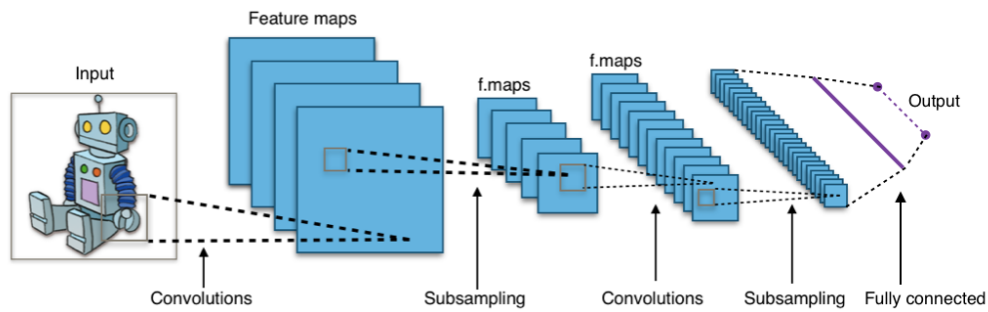 Feature maps
Input
f.maps
f.maps
Output
Convolutions
Subsampling
Convolutions
Subsampling
Fully connected